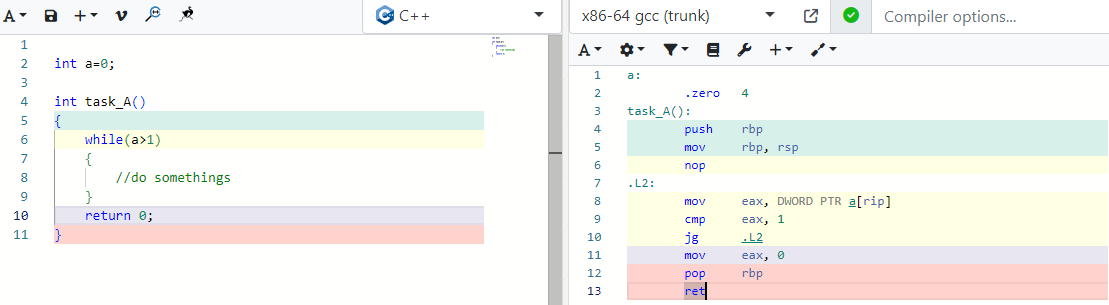 A C++ x86-64 gcc (trunk) Compiler options...
A
1
2 int a=0;
3
4 int task_A()
5 {
6 while(a>1)
7 {
8 //do somethings
9 }
10 return 0;
11 }
1 a:
2 .zero 4
3 task_A():
4 push rbp
5 mov rbp, rsp
6 nop
7 .L2:
8 mov eax, DWORD PTR a[rip]
9 cmp eax, 1
10 jg .L2
11 mov eax, 0
12 pop rbp
13 ret